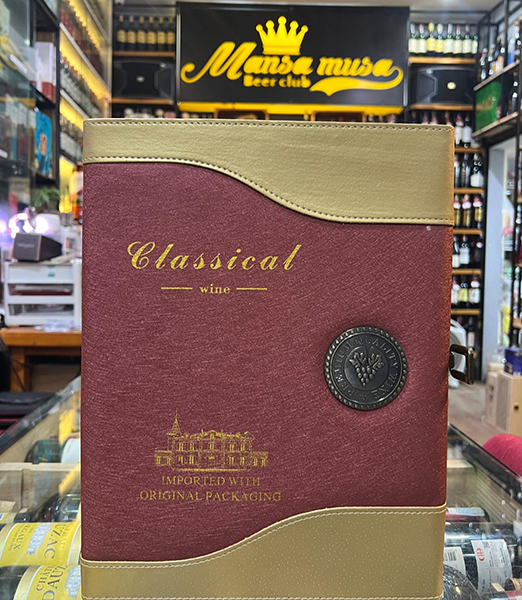 Mansa musa
Beer club
Classical
wine
IMPORTED WITH
ORIGINAL PACKAGING